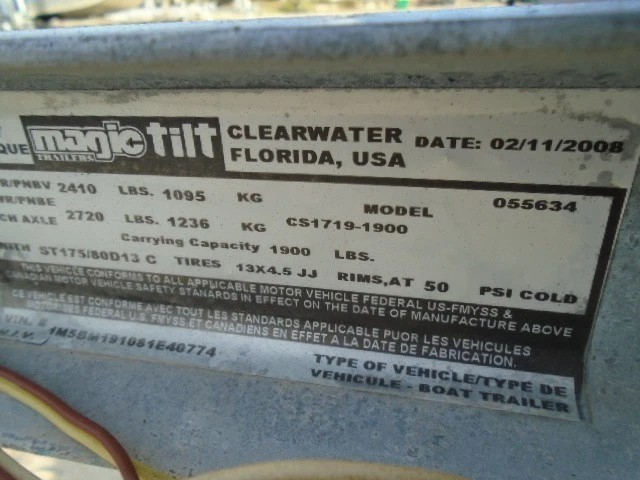 QUE magic tilt TRAILERS CLEARWATER FLORIDA, USA DATE: 02/11/2008
R/PNBV 2410 LBS. 1095 KG MODEL 055634
R/PNBE
CH AXLE 2720 LBS. 1236 KG CS1719-1900
Carrying Capacity 1900 LBS.
WITH ST175/80D13 C TIRES 13X4.5 JJ RIMS,AT 50 PSI COLD
THIS VEHICLE CONFORMS TO ALL APPLICABLE MOTOR VEHICLE FEDERAL US-FMYSS &
CANADIAN MOTOR VEHICLE SAFETY STANARDS IN EFFECT ON THE DATE OF MANUFACTURE ABOVE
CE VEHICULE EST CONFORME AVEC TOUT LES STANDARDS APPLICABLE PUOR LES VEHICULES
FEDERAL U.S. FMYSS ET CANADIENS EN EFFET A LA DATE DE FABRICATION.
VIN. #
N.I.V. 1M5BM191081E40774
TYPE OF VEHICLE/TYPE DE
VEHICULE - BOAT TRAILER